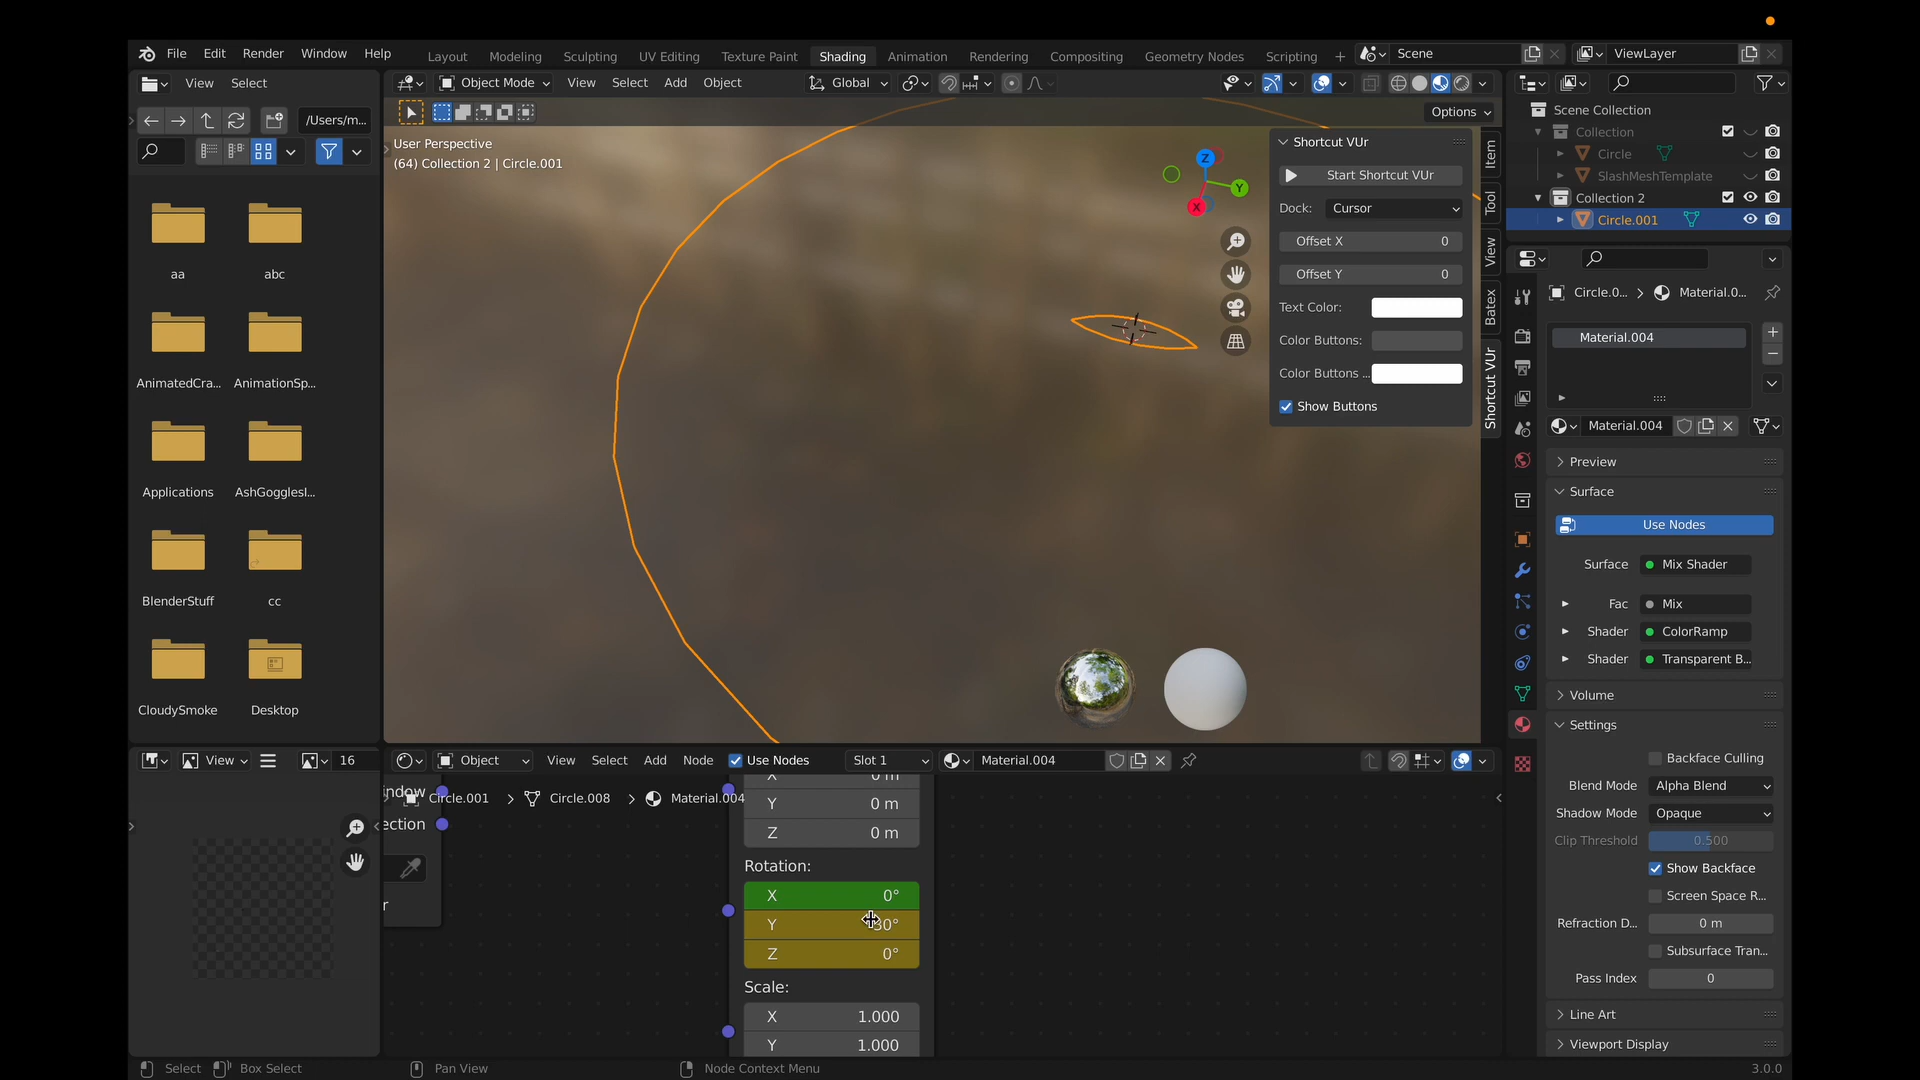 File Edit Render Window Help Layout Modeling Sculpting UV Editing Texture Paint Shading Animation Rendering Compositing Geometry Nodes Scripting + Scene ViewLayer
View Select Object Mode View Select Add Object Global
/Users/m... Options
User Perspective
(64) Collection 2 | Circle.001
Z
Y
X
Shortcut VUr
Start Shortcut VUr
Dock: Cursor
Offset X 0
Offset Y 0
Text Color:
Color Buttons:
Color Buttons ...
Show Buttons
Item
Tool
View
Batex
Shortcut VUr
Scene Collection
Collection
Circle
SlashMeshTemplate
Collection 2
Circle.001
aa abc
AnimatedCra... AnimationSp...
Applications AshGogglesI...
BlenderStuff cc
CloudySmoke Desktop
Circle.0... Material.0...
Material.004
Material.004
Preview
Surface
Use Nodes
Surface Mix Shader
Fac Mix
Shader ColorRamp
Shader Transparent B...
Volume
Settings
Backface Culling
Blend Mode Alpha Blend
Shadow Mode Opaque
Clip Threshold 0.500
Show Backface
Screen Space R...
Refraction D... 0 m
Subsurface Tran...
Pass Index 0
Line Art
Viewport Display
View 16 Object View Select Add Node Use Nodes Slot 1 Material.004
Circle.001 > Circle.008 > Material.004
X 0 m
Y 0 m
Z 0 m
Rotation:
X 0°
Y
Z 0°
Scale:
X 1.000
Y 1.000
Select Box Select Pan View Node Context Menu 3.0.0